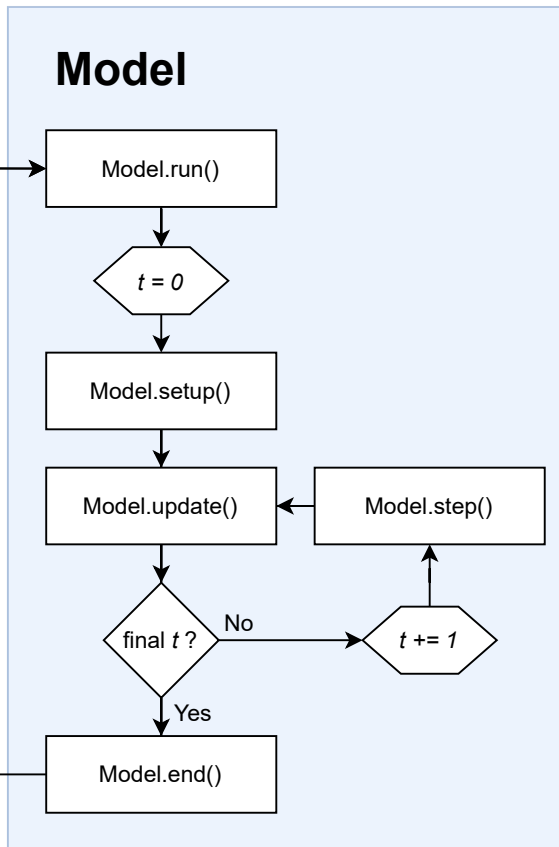 Model
Model.run()
t = 0
Model.setup()
Model.update()
Model.step()
final t ?
No
t += 1
Yes
Model.end()